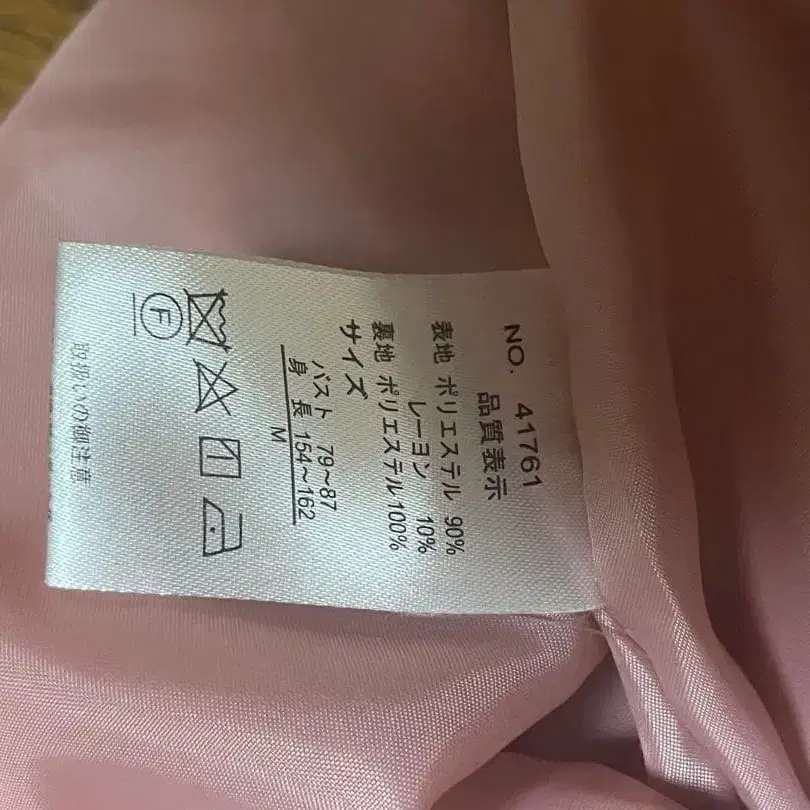 NO. 41761
品質表示
表地 ポリエステル 90%
レーヨン 10%
裏地 ポリエステル100%
サイズ
バスト 79～87
身 長 154～162
M
F
取扱いの御注意